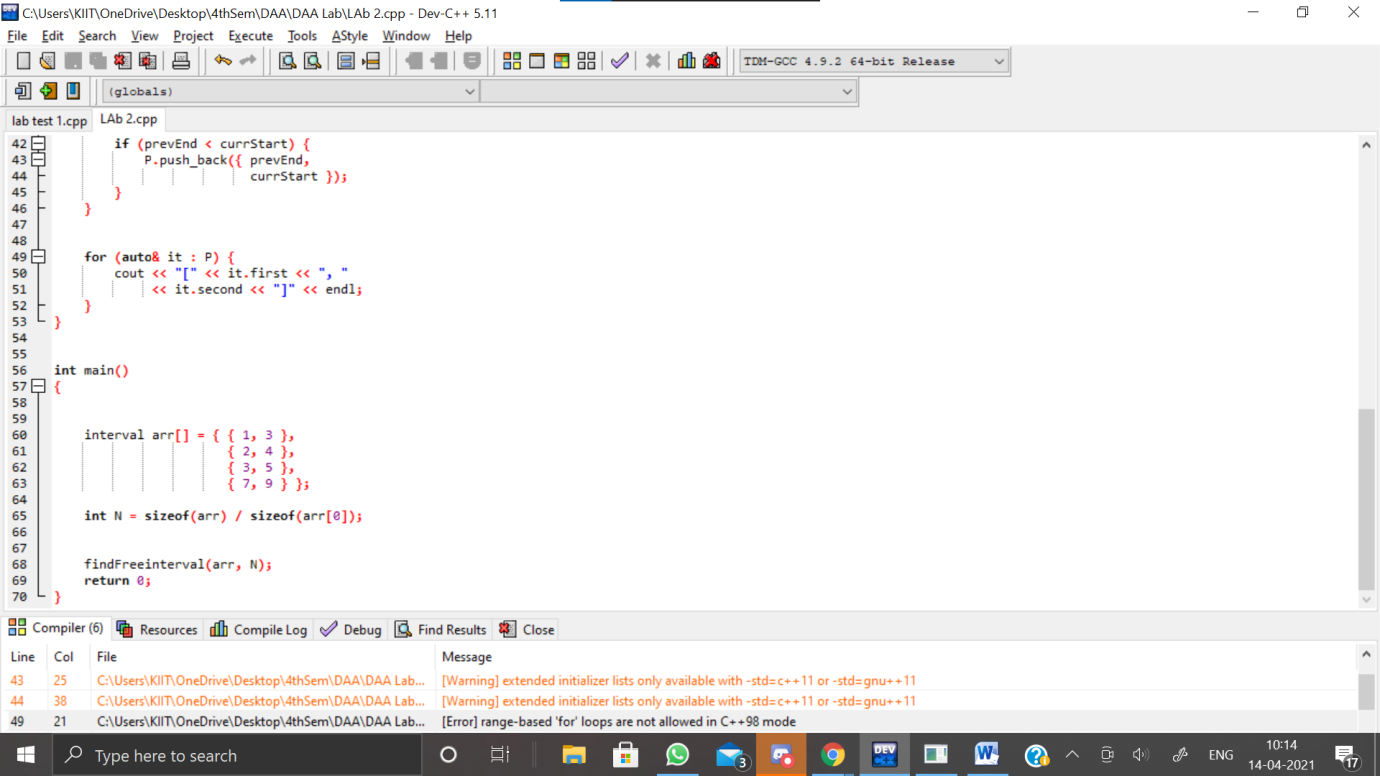 C:\Users\KIIT\OneDrive\Desktop\4thSem\DAA\DAA Lab\LAb 2.cpp - Dev-C++ 5.11
File Edit Search View Project Execute Tools AStyle Window Help
TDM-GCC 4.9.2 64-bit Release
(globals)
lab test 1.cpp LAb 2.cpp
42 if (prevEnd < currStart) {
43 P.push_back({ prevEnd,
44 currStart });
45 }
46 }
47
48
49 for (auto& it : P) {
50 cout << "[" << it.first << ", "
51 << it.second << "]" << endl;
52 }
53 }
54
55
56 int main()
57 {
58
59
60 interval arr[] = { { 1, 3 },
61 { 2, 4 },
62 { 3, 5 },
63 { 7, 9 } };
64
65 int N = sizeof(arr) / sizeof(arr[0]);
66
67
68 findFreeinterval(arr, N);
69 return 0;
70 }
Compiler (6) Resources Compile Log Debug Find Results Close
Line Col File Message
43 25 C:\Users\KIIT\OneDrive\Desktop\4thSem\DAA\DAA Lab... [Warning] extended initializer lists only available with -std=c++11 or -std=gnu++11
44 38 C:\Users\KIIT\OneDrive\Desktop\4thSem\DAA\DAA Lab... [Warning] extended initializer lists only available with -std=c++11 or -std=gnu++11
49 21 C:\Users\KIIT\OneDrive\Desktop\4thSem\DAA\DAA Lab... [Error] range-based 'for' loops are not allowed in C++98 mode
Type here to search 3 DEV C++ W ENG 10:14
14-04-2021 17